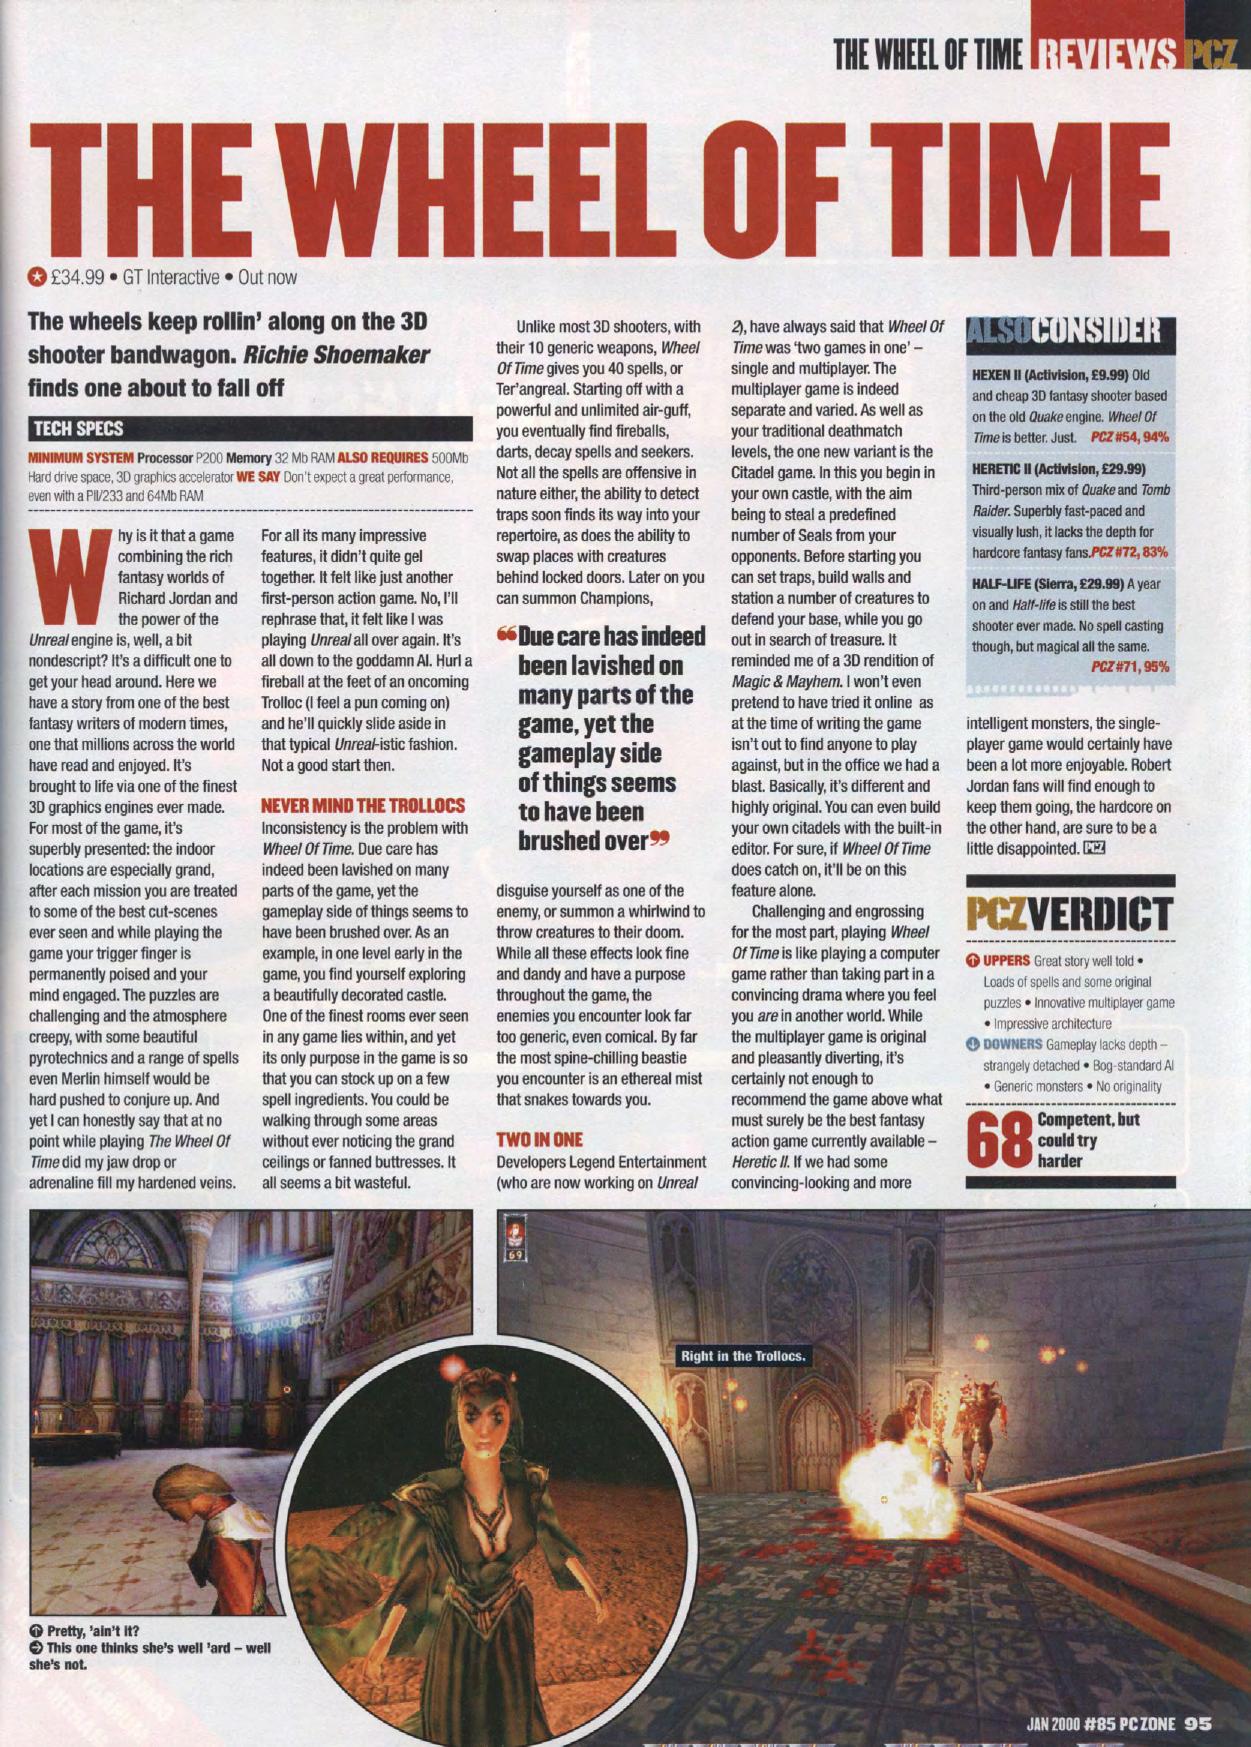 THE WHEEL OF TIME REVIEWS PCZ
THE WHEEL OF TIME
£34.99 • GT Interactive • Out now
The wheels keep rollin' along on the 3D
shooter bandwagon. Richie Shoemaker
finds one about to fall off
TECH SPECS
MINIMUM SYSTEM Processor P200 Memory 32 Mb RAM ALSO REQUIRES 500Mb
Hard drive space, 3D graphics accelerator WE SAY Don't expect a great performance,
even with a PII/233 and 64Mb RAM
Why is it that a game
combining the rich
fantasy worlds of
Richard Jordan and
the power of the
Unreal engine is, well, a bit
nondescript? It's a difficult one to
get your head around. Here we
have a story from one of the best
fantasy writers of modern times,
one that millions across the world
have read and enjoyed. It's
brought to life via one of the finest
3D graphics engines ever made.
For most of the game, it's
superbly presented: the indoor
locations are especially grand,
after each mission you are treated
to some of the best cut-scenes
ever seen and while playing the
game your trigger finger is
permanently poised and your
mind engaged. The puzzles are
challenging and the atmosphere
creepy, with some beautiful
pyrotechnics and a range of spells
even Merlin himself would be
hard pushed to conjure up. And
yet I can honestly say that at no
point while playing The Wheel Of
Time did my jaw drop or
adrenaline fill my hardened veins.
For all its many impressive
features, it didn't quite gel
together. It felt like just another
first-person action game. No, I'll
rephrase that, it felt like I was
playing Unreal all over again. It's
all down to the goddamn AI. Hurl a
fireball at the feet of an oncoming
Trolloc (I feel a pun coming on)
and he'll quickly slide aside in
that typical Unreal-istic fashion.
Not a good start then.
NEVER MIND THE TROLLOCS
Inconsistency is the problem with
Wheel Of Time. Due care has
indeed been lavished on many
parts of the game, yet the
gameplay side of things seems to
have been brushed over. As an
example, in one level early in the
game, you find yourself exploring
a beautifully decorated castle.
One of the finest rooms ever seen
in any game lies within, and yet
its only purpose in the game is so
that you can stock up on a few
spell ingredients. You could be
walking through some areas
without ever noticing the grand
ceilings or fanned buttresses. It
all seems a bit wasteful.
Unlike most 3D shooters, with
their 10 generic weapons, Wheel
Of Time gives you 40 spells, or
Ter'angreal. Starting off with a
powerful and unlimited air-guff,
you eventually find fireballs,
darts, decay spells and seekers.
Not all the spells are offensive in
nature either, the ability to detect
traps soon finds its way into your
repertoire, as does the ability to
swap places with creatures
behind locked doors. Later on you
can summon Champions,
“Due care has indeed
been lavished on
many parts of the
game, yet the
gameplay side
of things seems
to have been
brushed over”
disguise yourself as one of the
enemy, or summon a whirlwind to
throw creatures to their doom.
While all these effects look fine
and dandy and have a purpose
throughout the game, the
enemies you encounter look far
too generic, even comical. By far
the most spine-chilling beastie
you encounter is an ethereal mist
that snakes towards you.
TWO IN ONE
Developers Legend Entertainment
(who are now working on Unreal
2), have always said that Wheel Of
Time was 'two games in one' –
single and multiplayer. The
multiplayer game is indeed
separate and varied. As well as
your traditional deathmatch
levels, the one new variant is the
Citadel game. In this you begin in
your own castle, with the aim
being to steal a predefined
number of Seals from your
opponents. Before starting you
can set traps, build walls and
station a number of creatures to
defend your base, while you go
out in search of treasure. It
reminded me of a 3D rendition of
Magic & Mayhem. I won't even
pretend to have tried it online as
at the time of writing the game
isn't out to find anyone to play
against, but in the office we had a
blast. Basically, it's different and
highly original. You can even build
your own citadels with the built-in
editor. For sure, if Wheel Of Time
does catch on, it'll be on this
feature alone.
Challenging and engrossing
for the most part, playing Wheel
Of Time is like playing a computer
game rather than taking part in a
convincing drama where you feel
you are in another world. While
the multiplayer game is original
and pleasantly diverting, it's
certainly not enough to
recommend the game above what
must surely be the best fantasy
action game currently available –
Heretic II. If we had some
convincing-looking and more
ALSO CONSIDER
HEXEN II (Activision, £9.99) Old
and cheap 3D fantasy shooter based
on the old Quake engine. Wheel Of
Time is better. Just. PCZ #54, 94%
HERETIC II (Activision, £29.99)
Third-person mix of Quake and Tomb
Raider. Superbly fast-paced and
visually lush, it lacks the depth for
hardcore fantasy fans. PCZ #72, 83%
HALF-LIFE (Sierra, £29.99) A year
on and Half-life is still the best
shooter ever made. No spell casting
though, but magical all the same.
PCZ #71, 95%
intelligent monsters, the single-
player game would certainly have
been a lot more enjoyable. Robert
Jordan fans will find enough to
keep them going, the hardcore on
the other hand, are sure to be a
little disappointed. PCZ
PCZ VERDICT
UPPERS Great story well told •
Loads of spells and some original
puzzles • Innovative multiplayer game
• Impressive architecture
DOWNERS Gameplay lacks depth –
strangely detached • Bog-standard AI
• Generic monsters • No originality
68 Competent, but
could try
harder
69
Right in the Trollocs.
Pretty, 'ain't it?
This one thinks she's well 'ard – well
she's not.
JAN 2000 #85 PC ZONE 95